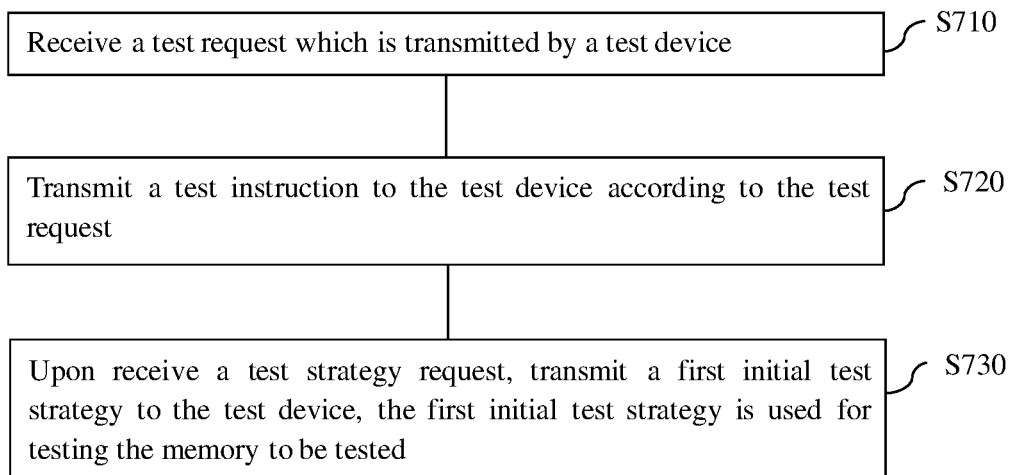 Receive a test request which is transmitted by a test device
S710
Transmit a test instruction to the test device according to the test
request
S720
Upon receive a test strategy request, transmit a first initial test
strategy to the test device, the first initial test strategy is used for
testing the memory to be tested
S730